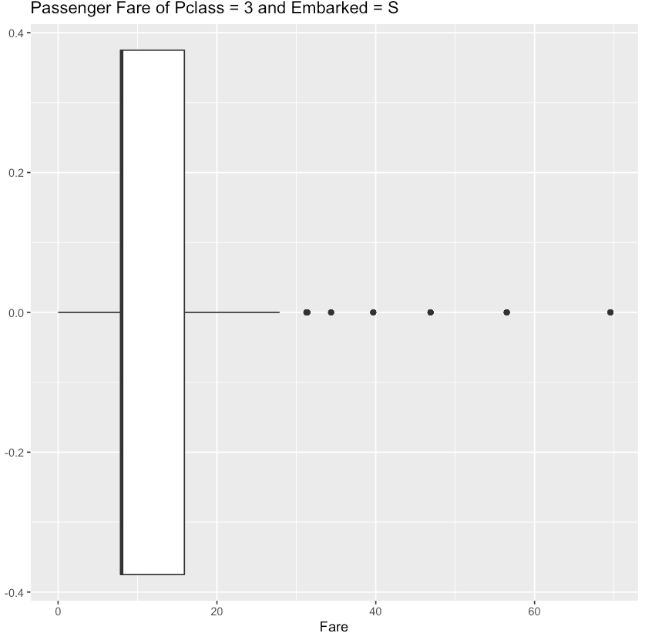 Passenger Fare of Pclass = 3 and Embarked = S
0.4
0.2
0.0
-0.2
-0.4
0 20 40 60
Fare